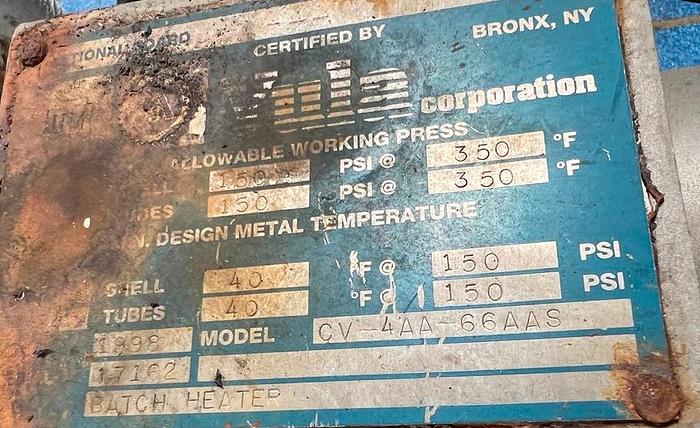 CERTIFIED BY BRONX, NY
corporation
ALLOWABLE WORKING PRESS
150 PSI @ 350 °F
150 PSI @ 350 °F
DESIGN METAL TEMPERATURE
SHELL 40 °F @ 150 PSI
TUBES 40 °F @ 150 PSI
1998 MODEL CV-4AA-66AAS
17162
BATCH HEATER